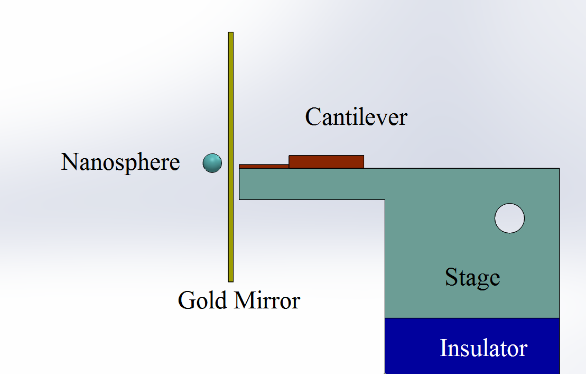 Cantilever
Nanosphere
Stage
Gold Mirror
Insulator